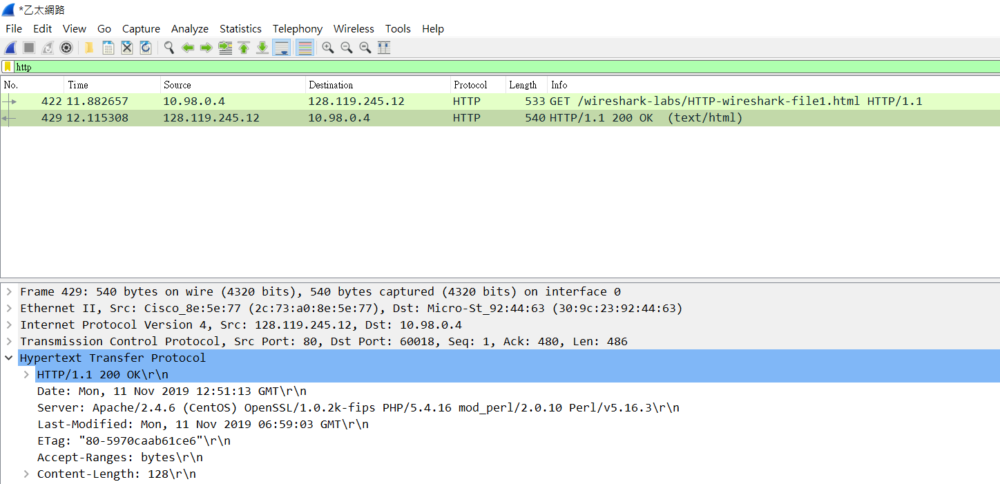 *乙太網路
File Edit View Go Capture Analyze Statistics Telephony Wireless Tools Help
http
No. Time Source Destination Protocol Length Info
422 11.882657 10.98.0.4 128.119.245.12 HTTP 533 GET /wireshark-labs/HTTP-wireshark-file1.html HTTP/1.1
429 12.115308 128.119.245.12 10.98.0.4 HTTP 540 HTTP/1.1 200 OK (text/html)
Frame 429: 540 bytes on wire (4320 bits), 540 bytes captured (4320 bits) on interface 0
Ethernet II, Src: Cisco_8e:5e:77 (2c:73:a0:8e:5e:77), Dst: Micro-St_92:44:63 (30:9c:23:92:44:63)
Internet Protocol Version 4, Src: 128.119.245.12, Dst: 10.98.0.4
Transmission Control Protocol, Src Port: 80, Dst Port: 60018, Seq: 1, Ack: 480, Len: 486
Hypertext Transfer Protocol
HTTP/1.1 200 OK\r\n
Date: Mon, 11 Nov 2019 12:51:13 GMT\r\n
Server: Apache/2.4.6 (CentOS) OpenSSL/1.0.2k-fips PHP/5.4.16 mod_perl/2.0.10 Perl/v5.16.3\r\n
Last-Modified: Mon, 11 Nov 2019 06:59:03 GMT\r\n
ETag: "80-5970caab61ce6"\r\n
Accept-Ranges: bytes\r\n
Content-Length: 128\r\n